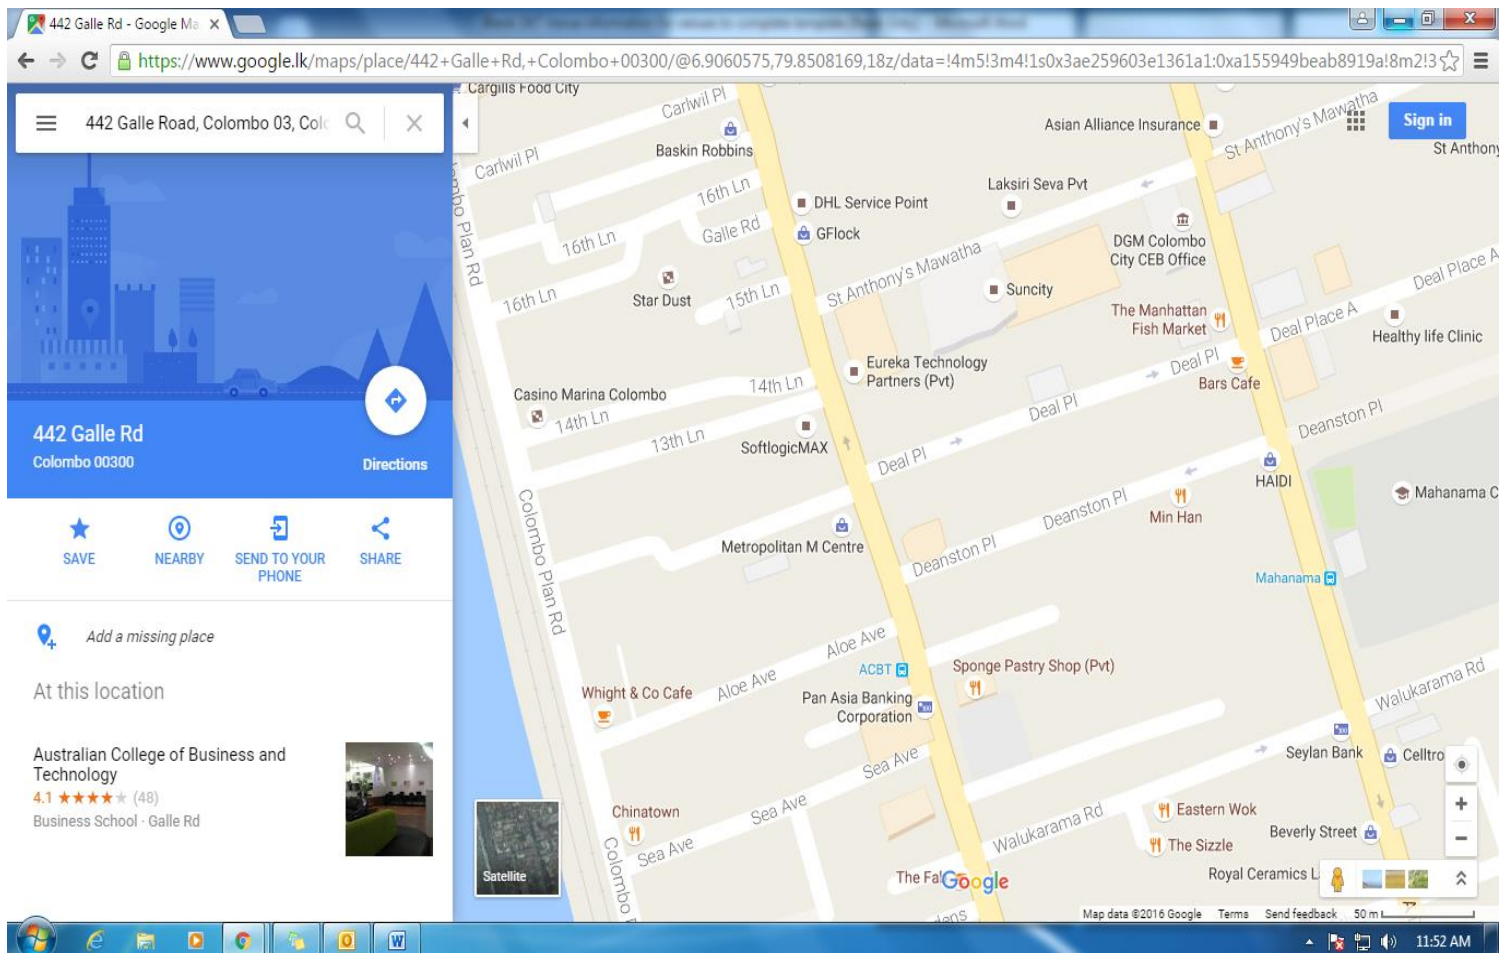 442 Galle Rd - Google Ma
https://www.google.lk/maps/place/442+Galle+Rd,+Colombo+00300/@6.9060575,79.8508169,18z/data=!4m5!3m4!1s0x3ae259603e1361a1:0xa155949beab8919a!8m2!3
442 Galle Road, Colombo 03, Colo
442 Galle Rd
Colombo 00300
Directions
SAVE
NEARBY
SEND TO YOUR
PHONE
SHARE
Add a missing place
At this location
Australian College of Business and
Technology
4.1 (48)
Business School · Galle Rd
Cargills Food City
Carlwil Pl
Baskin Robbins
Carlwil Pl
Asian Alliance Insurance
St Anthony's Mawatha
Sign in
St Anthony
16th Ln
DHL Service Point
Laksiri Seva Pvt
Galle Rd
GFlock
16th Ln
DGM Colombo
City CEB Office
St Anthony's Mawatha
Plan Rd
Deal Place A
Star Dust
15th Ln
16th Ln
Suncity
The Manhattan
Fish Market
Deal Place A
Healthy life Clinic
Eureka Technology
Partners (Pvt)
Deal Pl
Bars Cafe
14th Ln
Casino Marina Colombo
14th Ln
Deal Pl
Deanston Pl
13th Ln
SoftlogicMAX
Deal Pl
HAIDI
Mahanama C
Colombo Plan Rd
Deanston Pl
Min Han
Metropolitan M Centre
Deanston Pl
Mahanama
Aloe Ave
ACBT
Sponge Pastry Shop (Pvt)
Walukarama Rd
Whight & Co Cafe
Aloe Ave
Pan Asia Banking
Corporation
Sea Ave
Seylan Bank
Celltro
Chinatown
Sea Ave
Eastern Wok
Walukarama Rd
Beverly Street
Sea Ave
The Sizzle
Colombo
Royal Ceramics L
The Fal
Google
Satellite
Map data ©2016 Google
Terms
Send feedback
50 m
11:52 AM